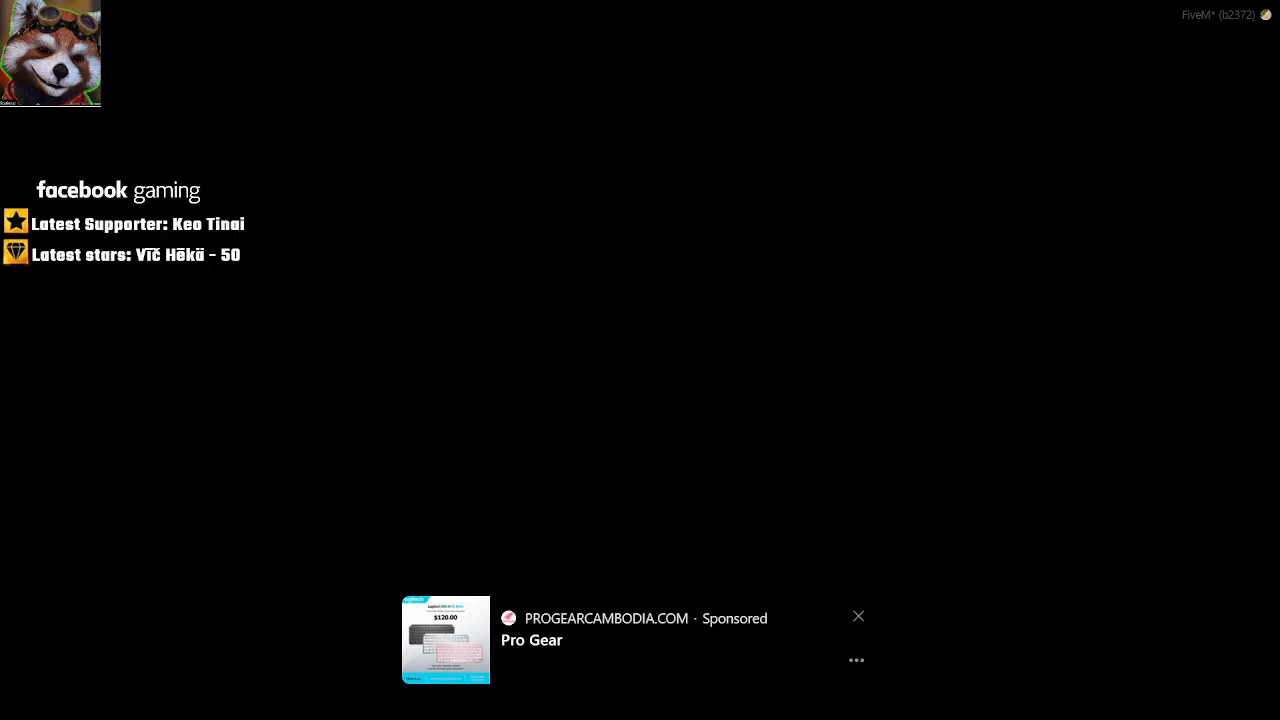 FiveM* (b2372)
facebook gaming
Latest Supporter: Keo Tinai
Latest stars: Vīč Hēkä - 50
$120.00
PROGEARCAMBODIA.COM · Sponsored
Pro Gear